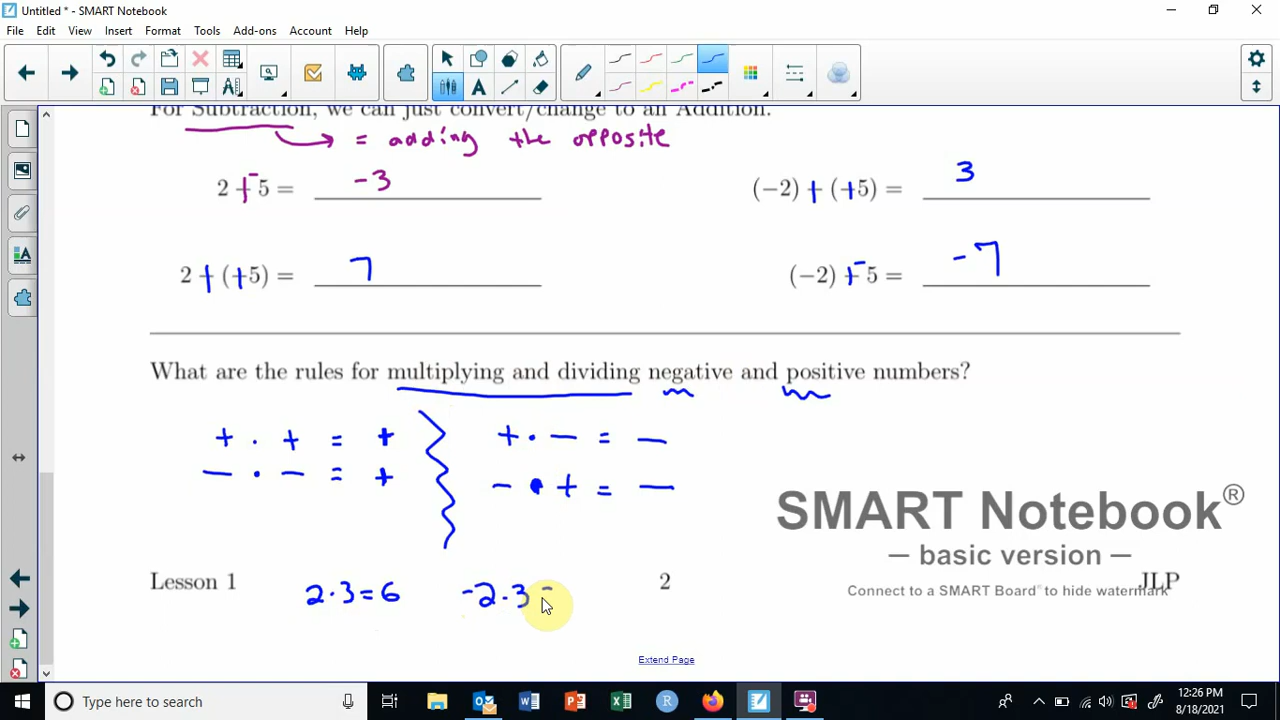 Untitled * - SMART Notebook
File Edit View Insert Format Tools Add-ons Account Help
For Subtraction, we can just convert/change to an Addition.
= adding the opposite
2 + -5 = -3
(−2) + (+5) = 3
2 + (+5) = 7
(−2) + -5 = -7
What are the rules for multiplying and dividing negative and positive numbers?
+ · + = +
+ · - = -
- · - = +
- · + = -
SMART Notebook®
— basic version —
Connect to a SMART Board® to hide watermark
Lesson 1
2
JLP
2 · 3 = 6
-2 · 3
Extend Page
Type here to search
12:26 PM
8/18/2021